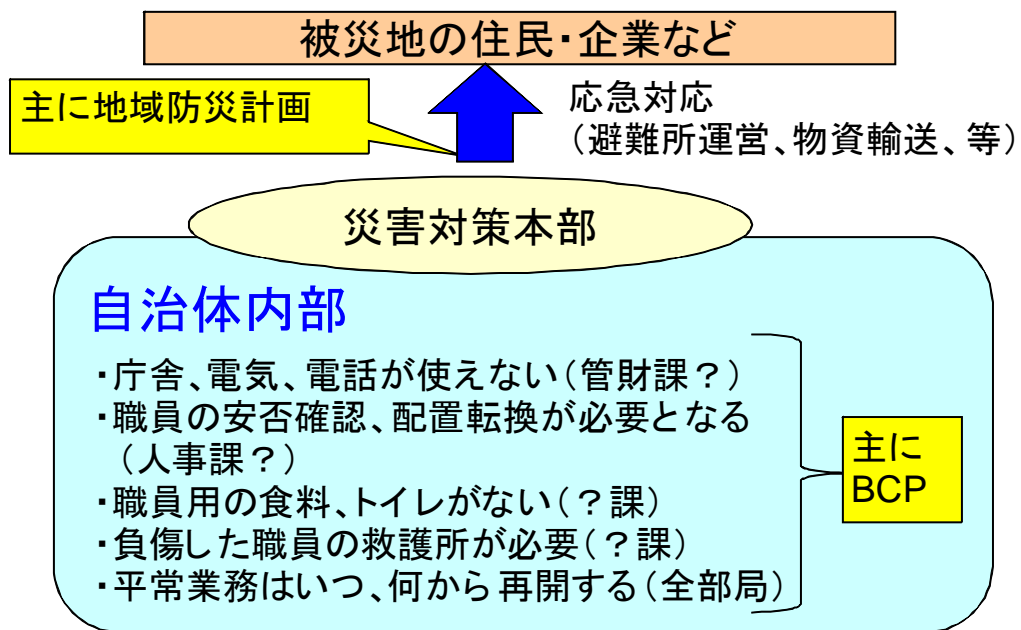 被災地の住民・企業など
主に地域防災計画
応急対応
（避難所運営、物資輸送、等）
災害対策本部
自治体内部
・庁舎、電気、電話が使えない（管財課？）
・職員の安否確認、配置転換が必要となる
（人事課？）
・職員用の食料、トイレがない（？課）
・負傷した職員の救護所が必要（？課）
・平常業務はいつ、何から再開する（全部局）
主に
BCP